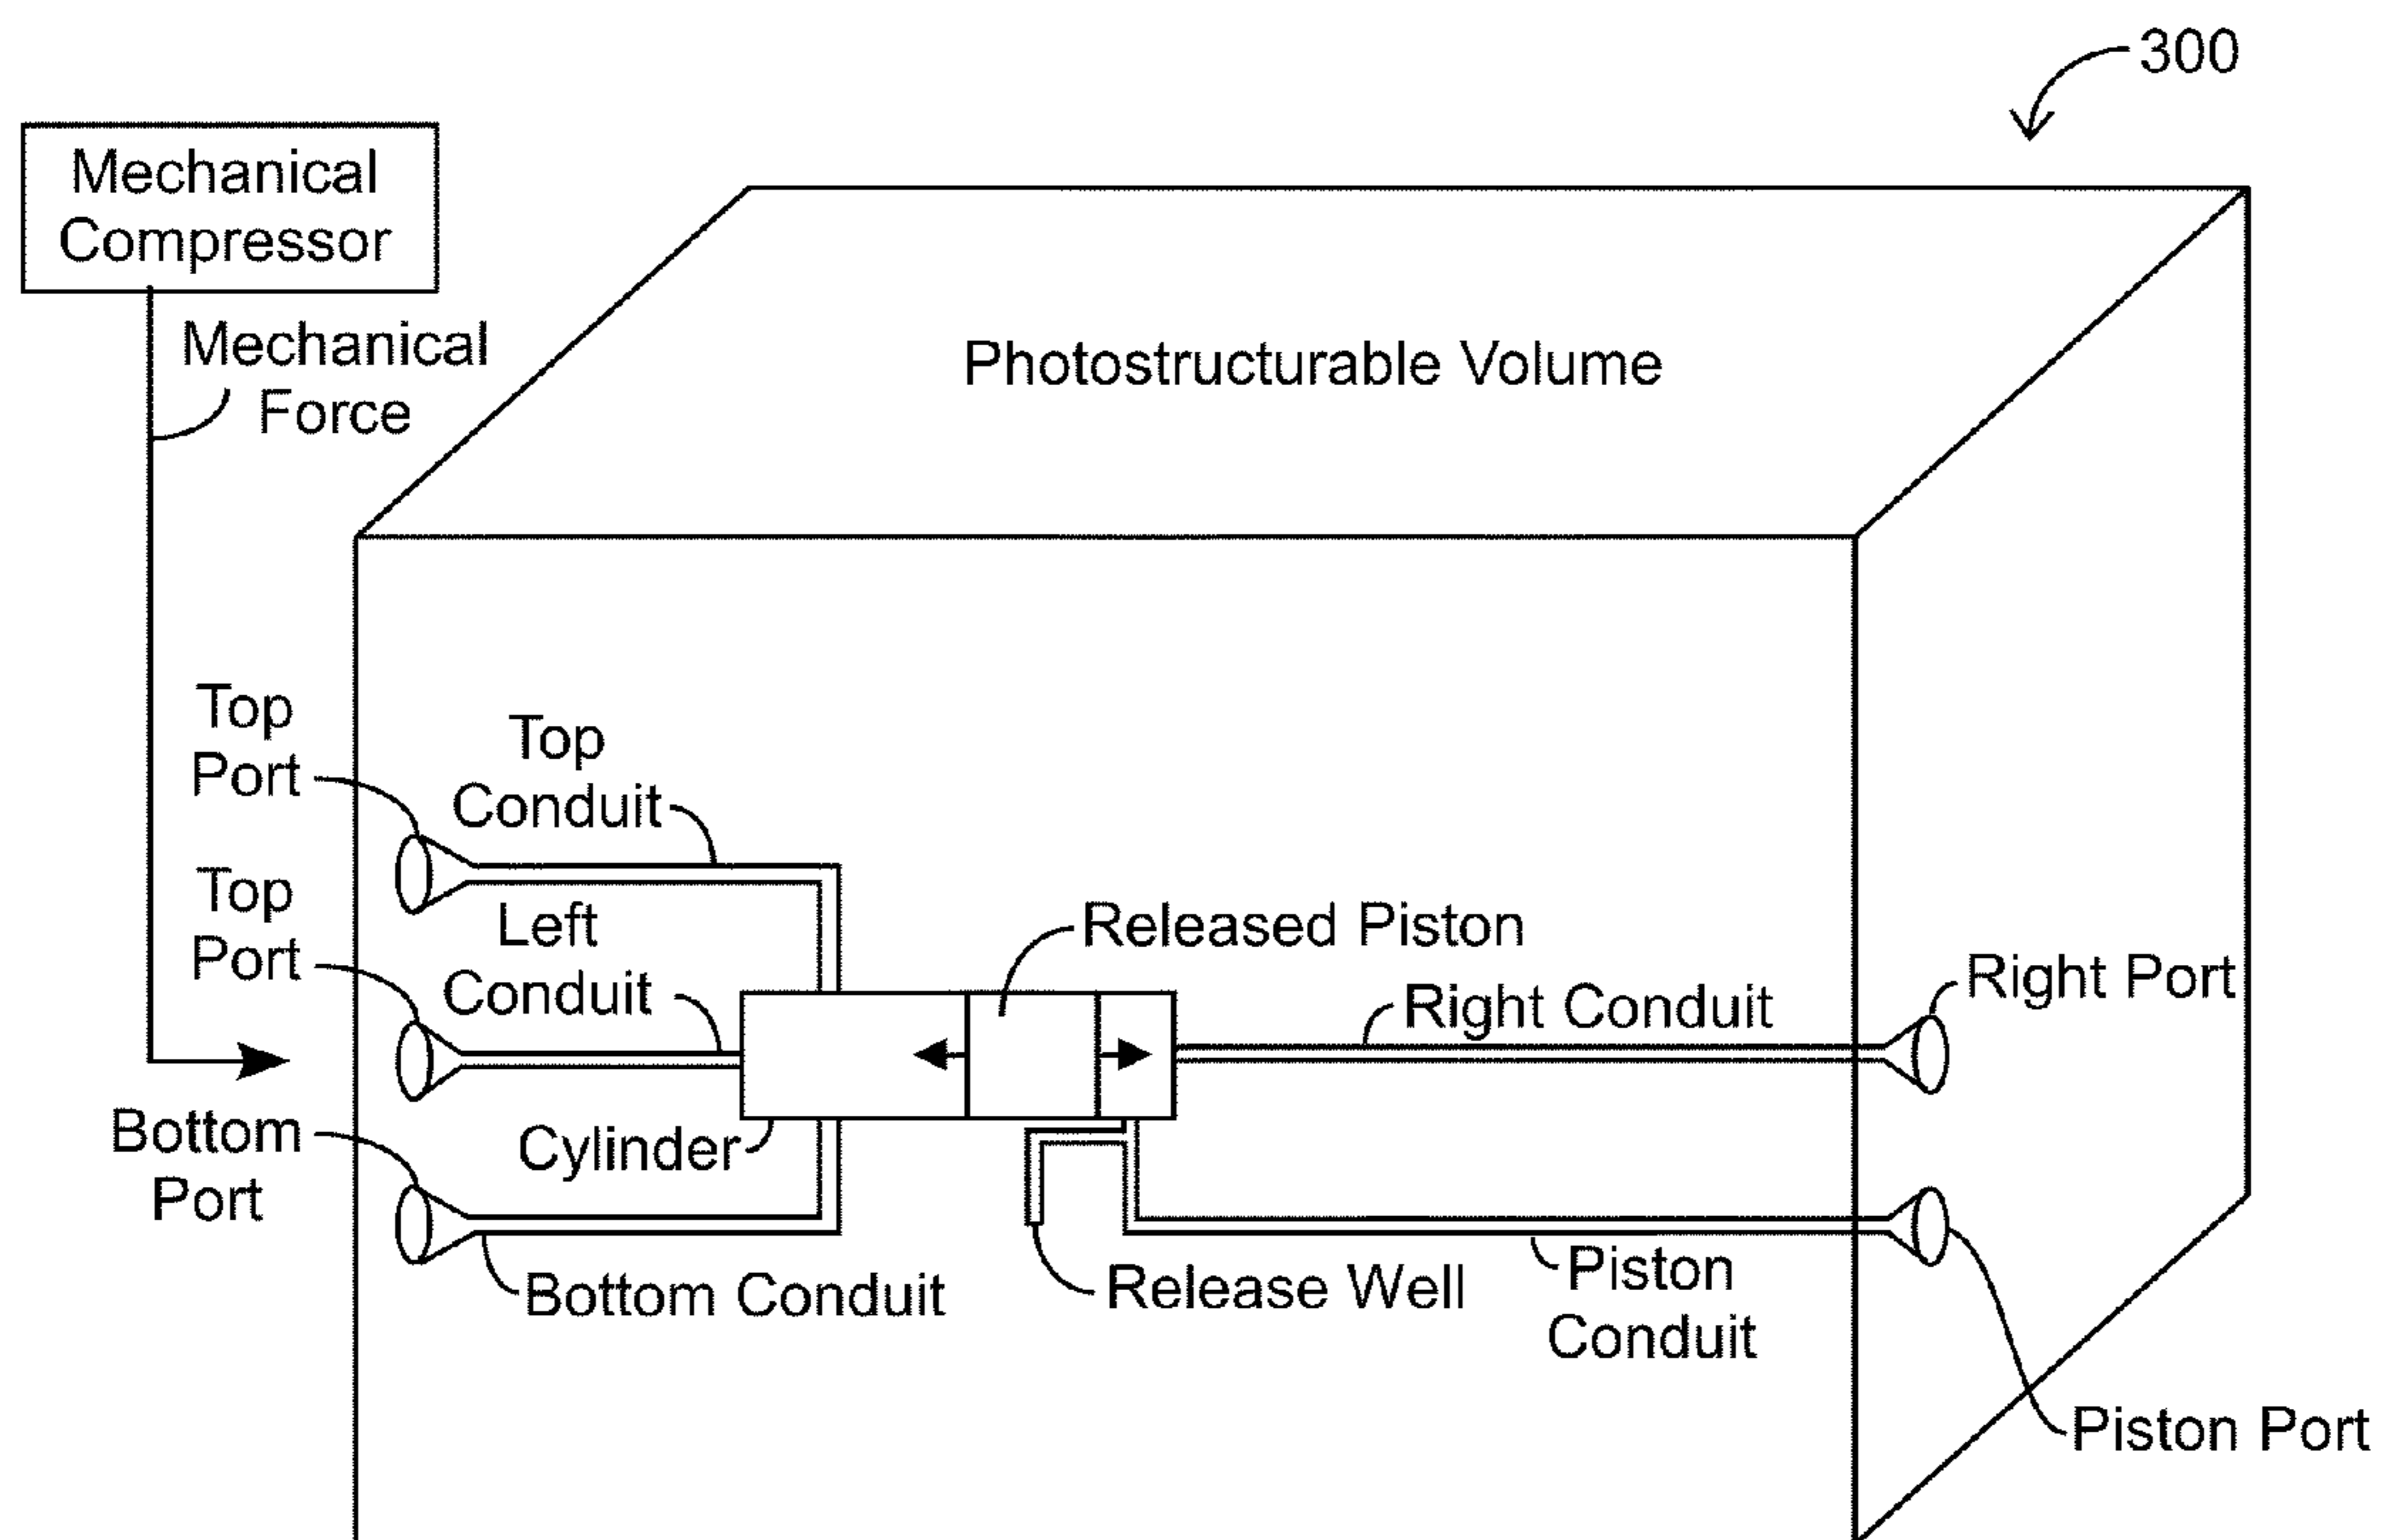 300
Mechanical
Compressor
Mechanical
Force
Photostructurable Volume
Top
Port
Top
Conduit
Top
Port
Left
Conduit
Released Piston
Right Conduit
Right Port
Bottom
Port
Cylinder
Bottom Conduit
Release Well
Piston
Conduit
Piston Port